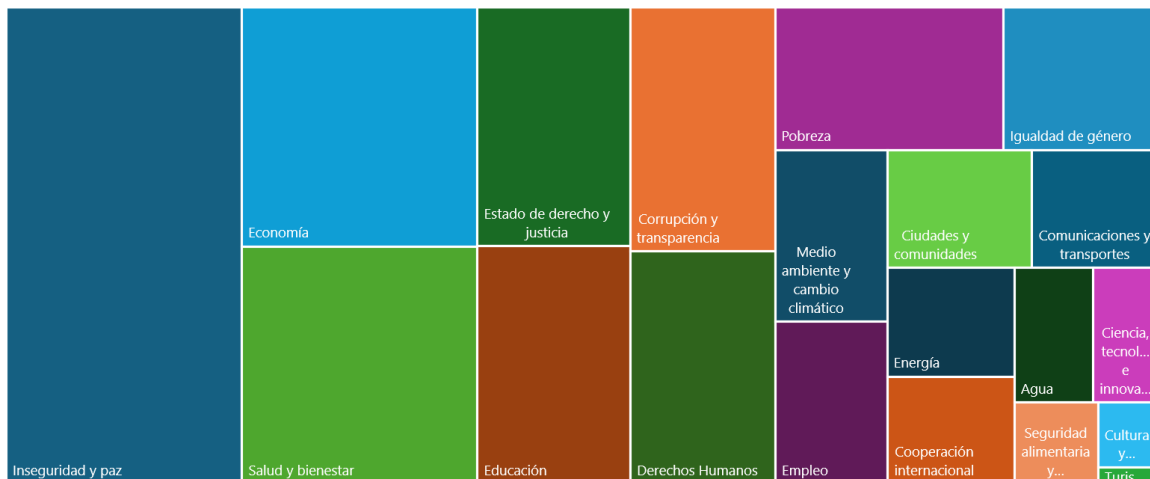 Inseguridad y paz
Economía
Salud y bienestar
Estado de derecho y
justicia
Educación
Corrupción y
transparencia
Derechos Humanos
Pobreza
Igualdad de género
Medio
ambiente y
cambio
climático
Empleo
Ciudades y
comunidades
Comunicaciones y
transportes
Energía
Cooperación
internacional
Agua
Ciencia,
tecnol...
e
innova...
Seguridad
alimentaria
y...
Cultura
y...
Turis